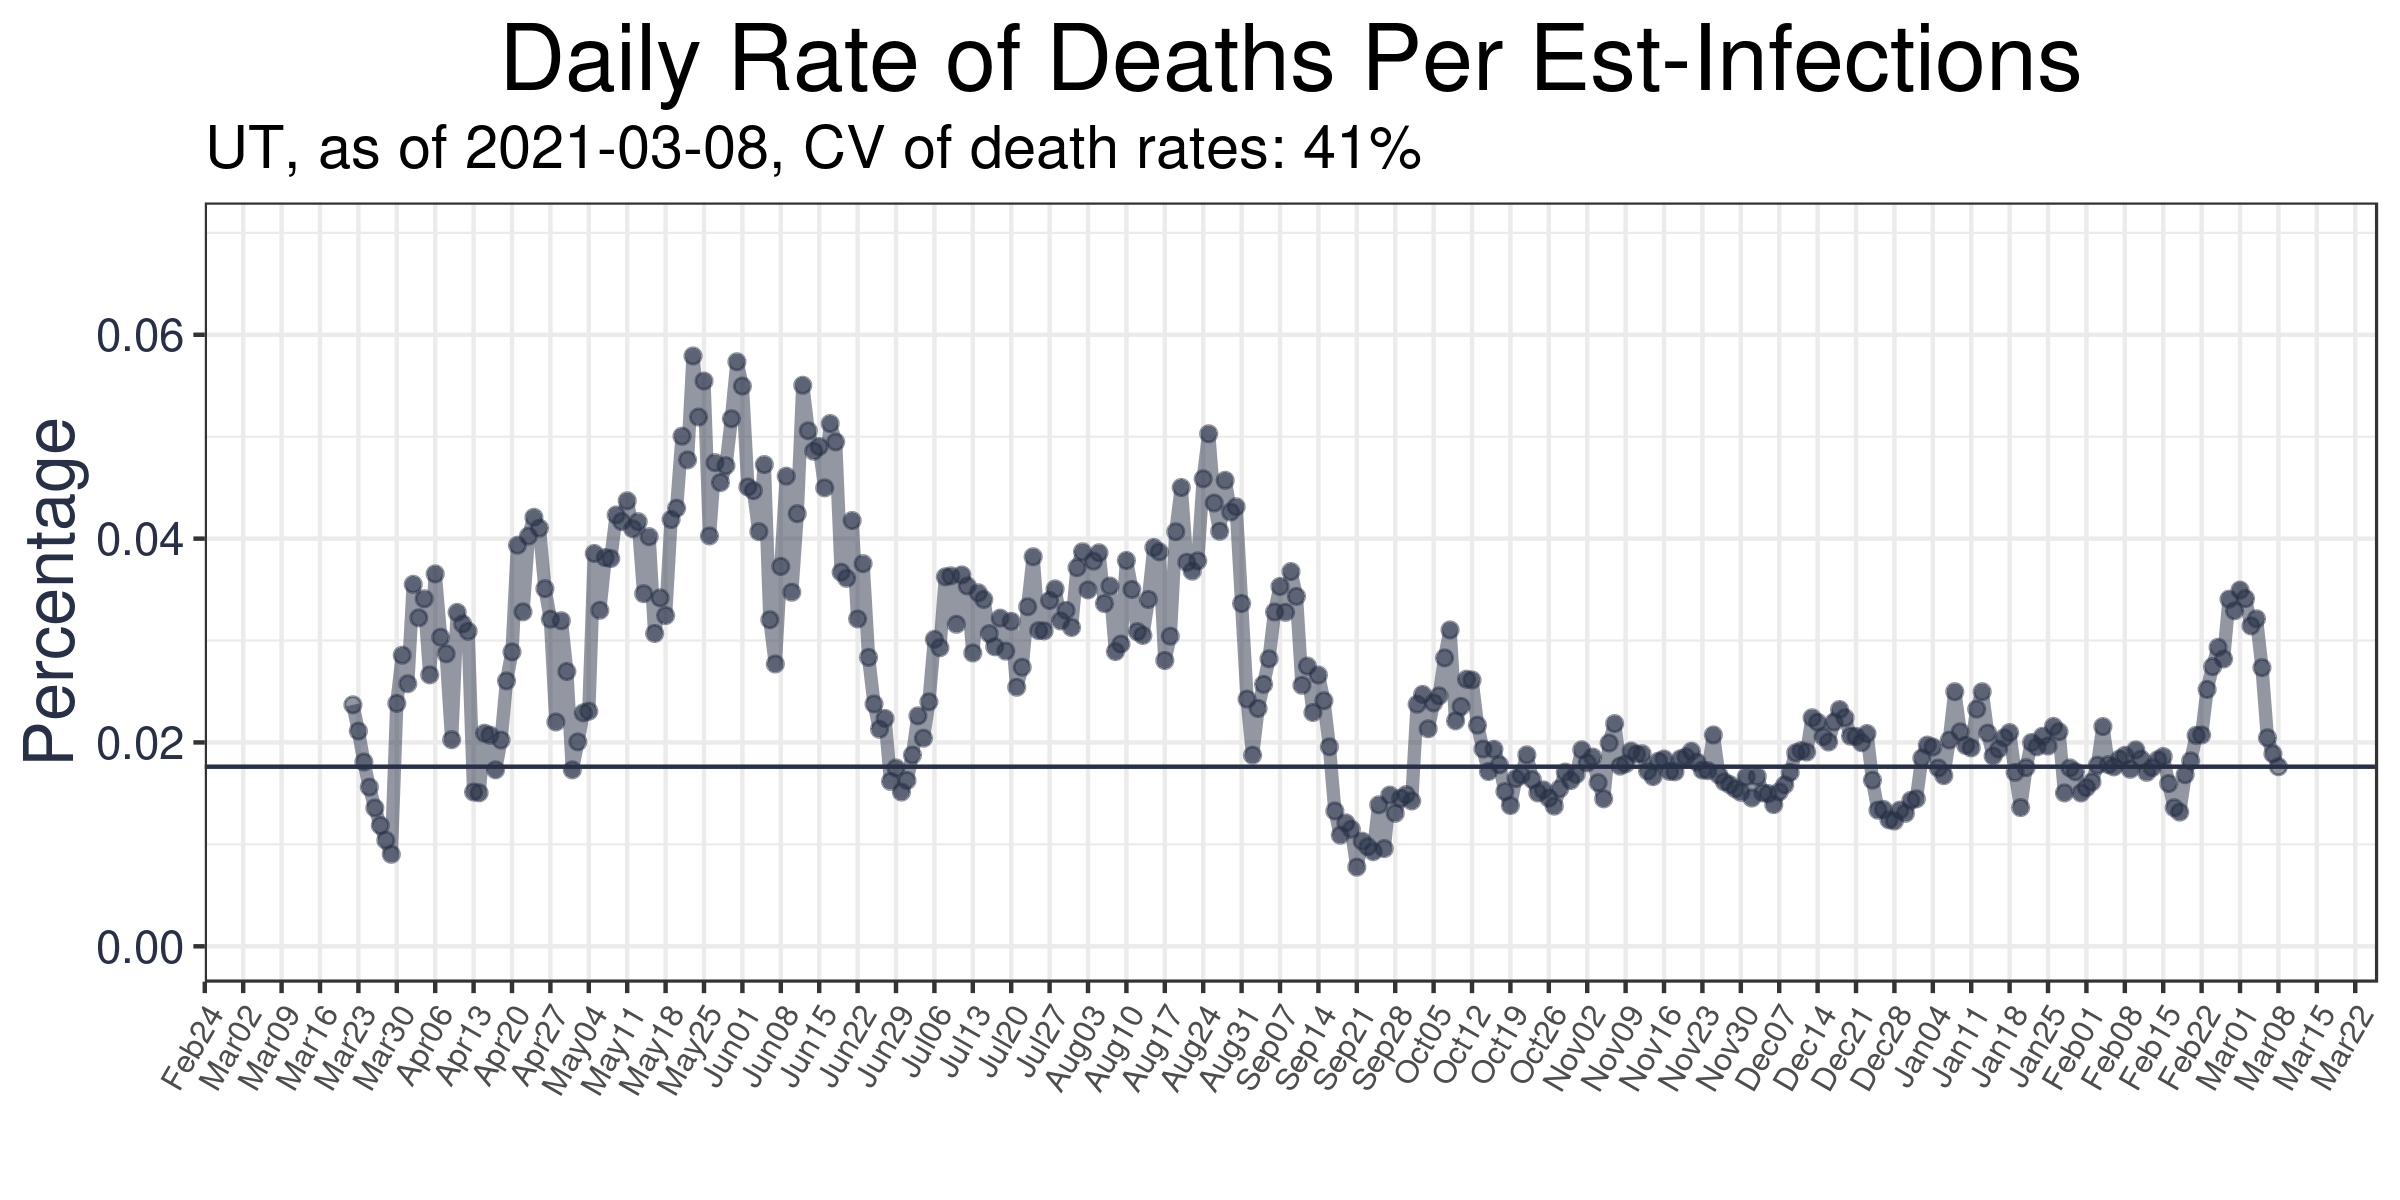 Daily Rate of Deaths Per Est-Infections
UT, as of 2021-03-08, CV of death rates: 41%
Percentage
0.06
0.04
0.02
0.00
Feb24
Mar02
Mar09
Mar16
Mar23
Mar30
Apr06
Apr13
Apr20
Apr27
May04
May11
May18
May25
Jun01
Jun08
Jun15
Jun22
Jun29
Jul06
Jul13
Jul20
Jul27
Aug03
Aug10
Aug17
Aug24
Aug31
Sep07
Sep14
Sep21
Sep28
Oct05
Oct12
Oct19
Oct26
Nov02
Nov09
Nov16
Nov23
Nov30
Dec07
Dec14
Dec21
Dec28
Jan04
Jan11
Jan18
Jan25
Feb01
Feb08
Feb15
Feb22
Mar01
Mar08
Mar15
Mar22